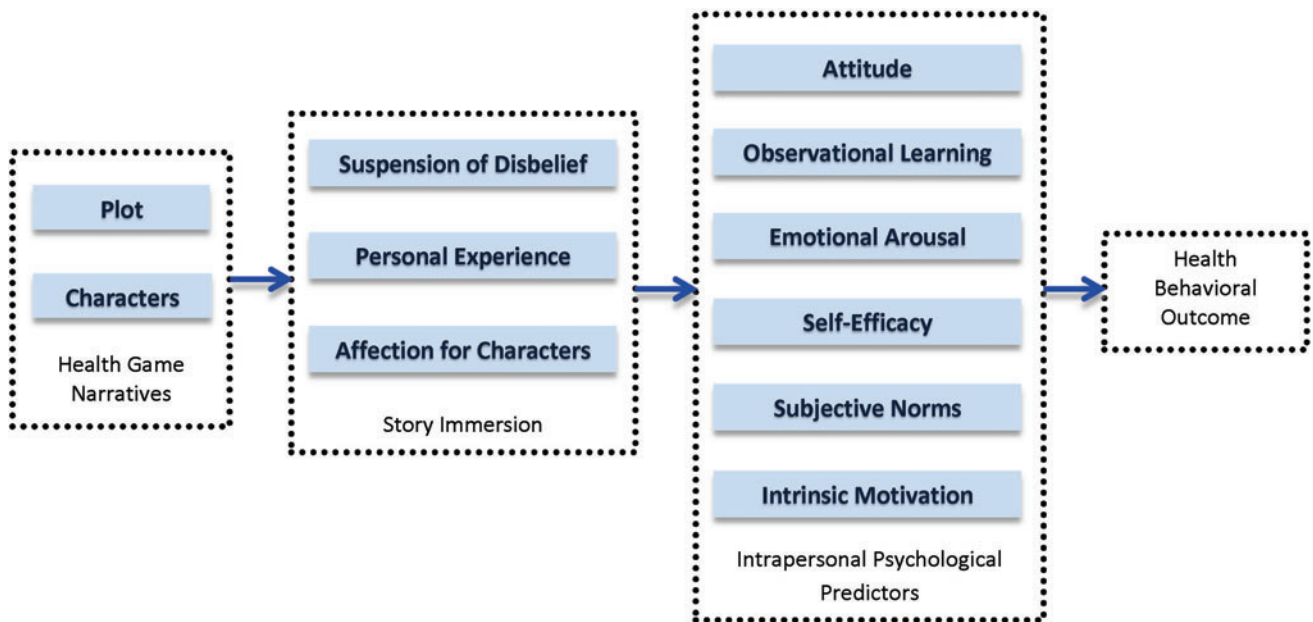 Plot
Characters
Health Game
Narratives
Suspension of Disbelief
Personal Experience
Affection for Characters
Story Immersion
Attitude
Observational Learning
Emotional Arousal
Self-Efficacy
Subjective Norms
Intrinsic Motivation
Intrapersonal Psychological
Predictors
Health
Behavioral
Outcome